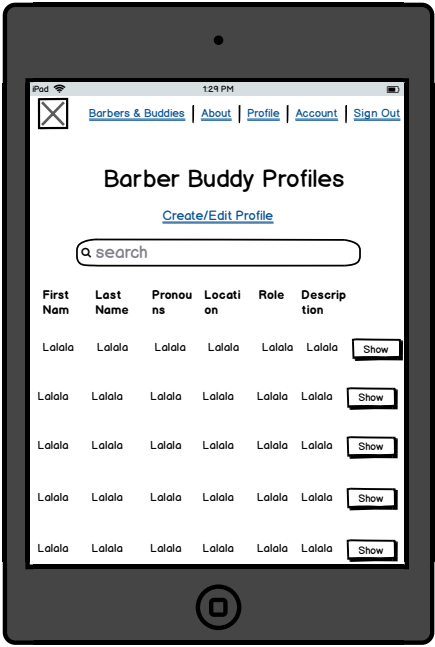 iPad 1:29 PM
Barbers & Buddies About Profile Account Sign Out
Barber Buddy Profiles
Create/Edit Profile
search
First Last Pronou Locati Role Descrip
Nam Name ns on tion
Lalala Lalala Lalala Lalala Lalala Lalala Show
Lalala Lalala Lalala Lalala Lalala Lalala Show
Lalala Lalala Lalala Lalala Lalala Lalala Show
Lalala Lalala Lalala Lalala Lalala Lalala Show
Lalala Lalala Lalala Lalala Lalala Lalala Show